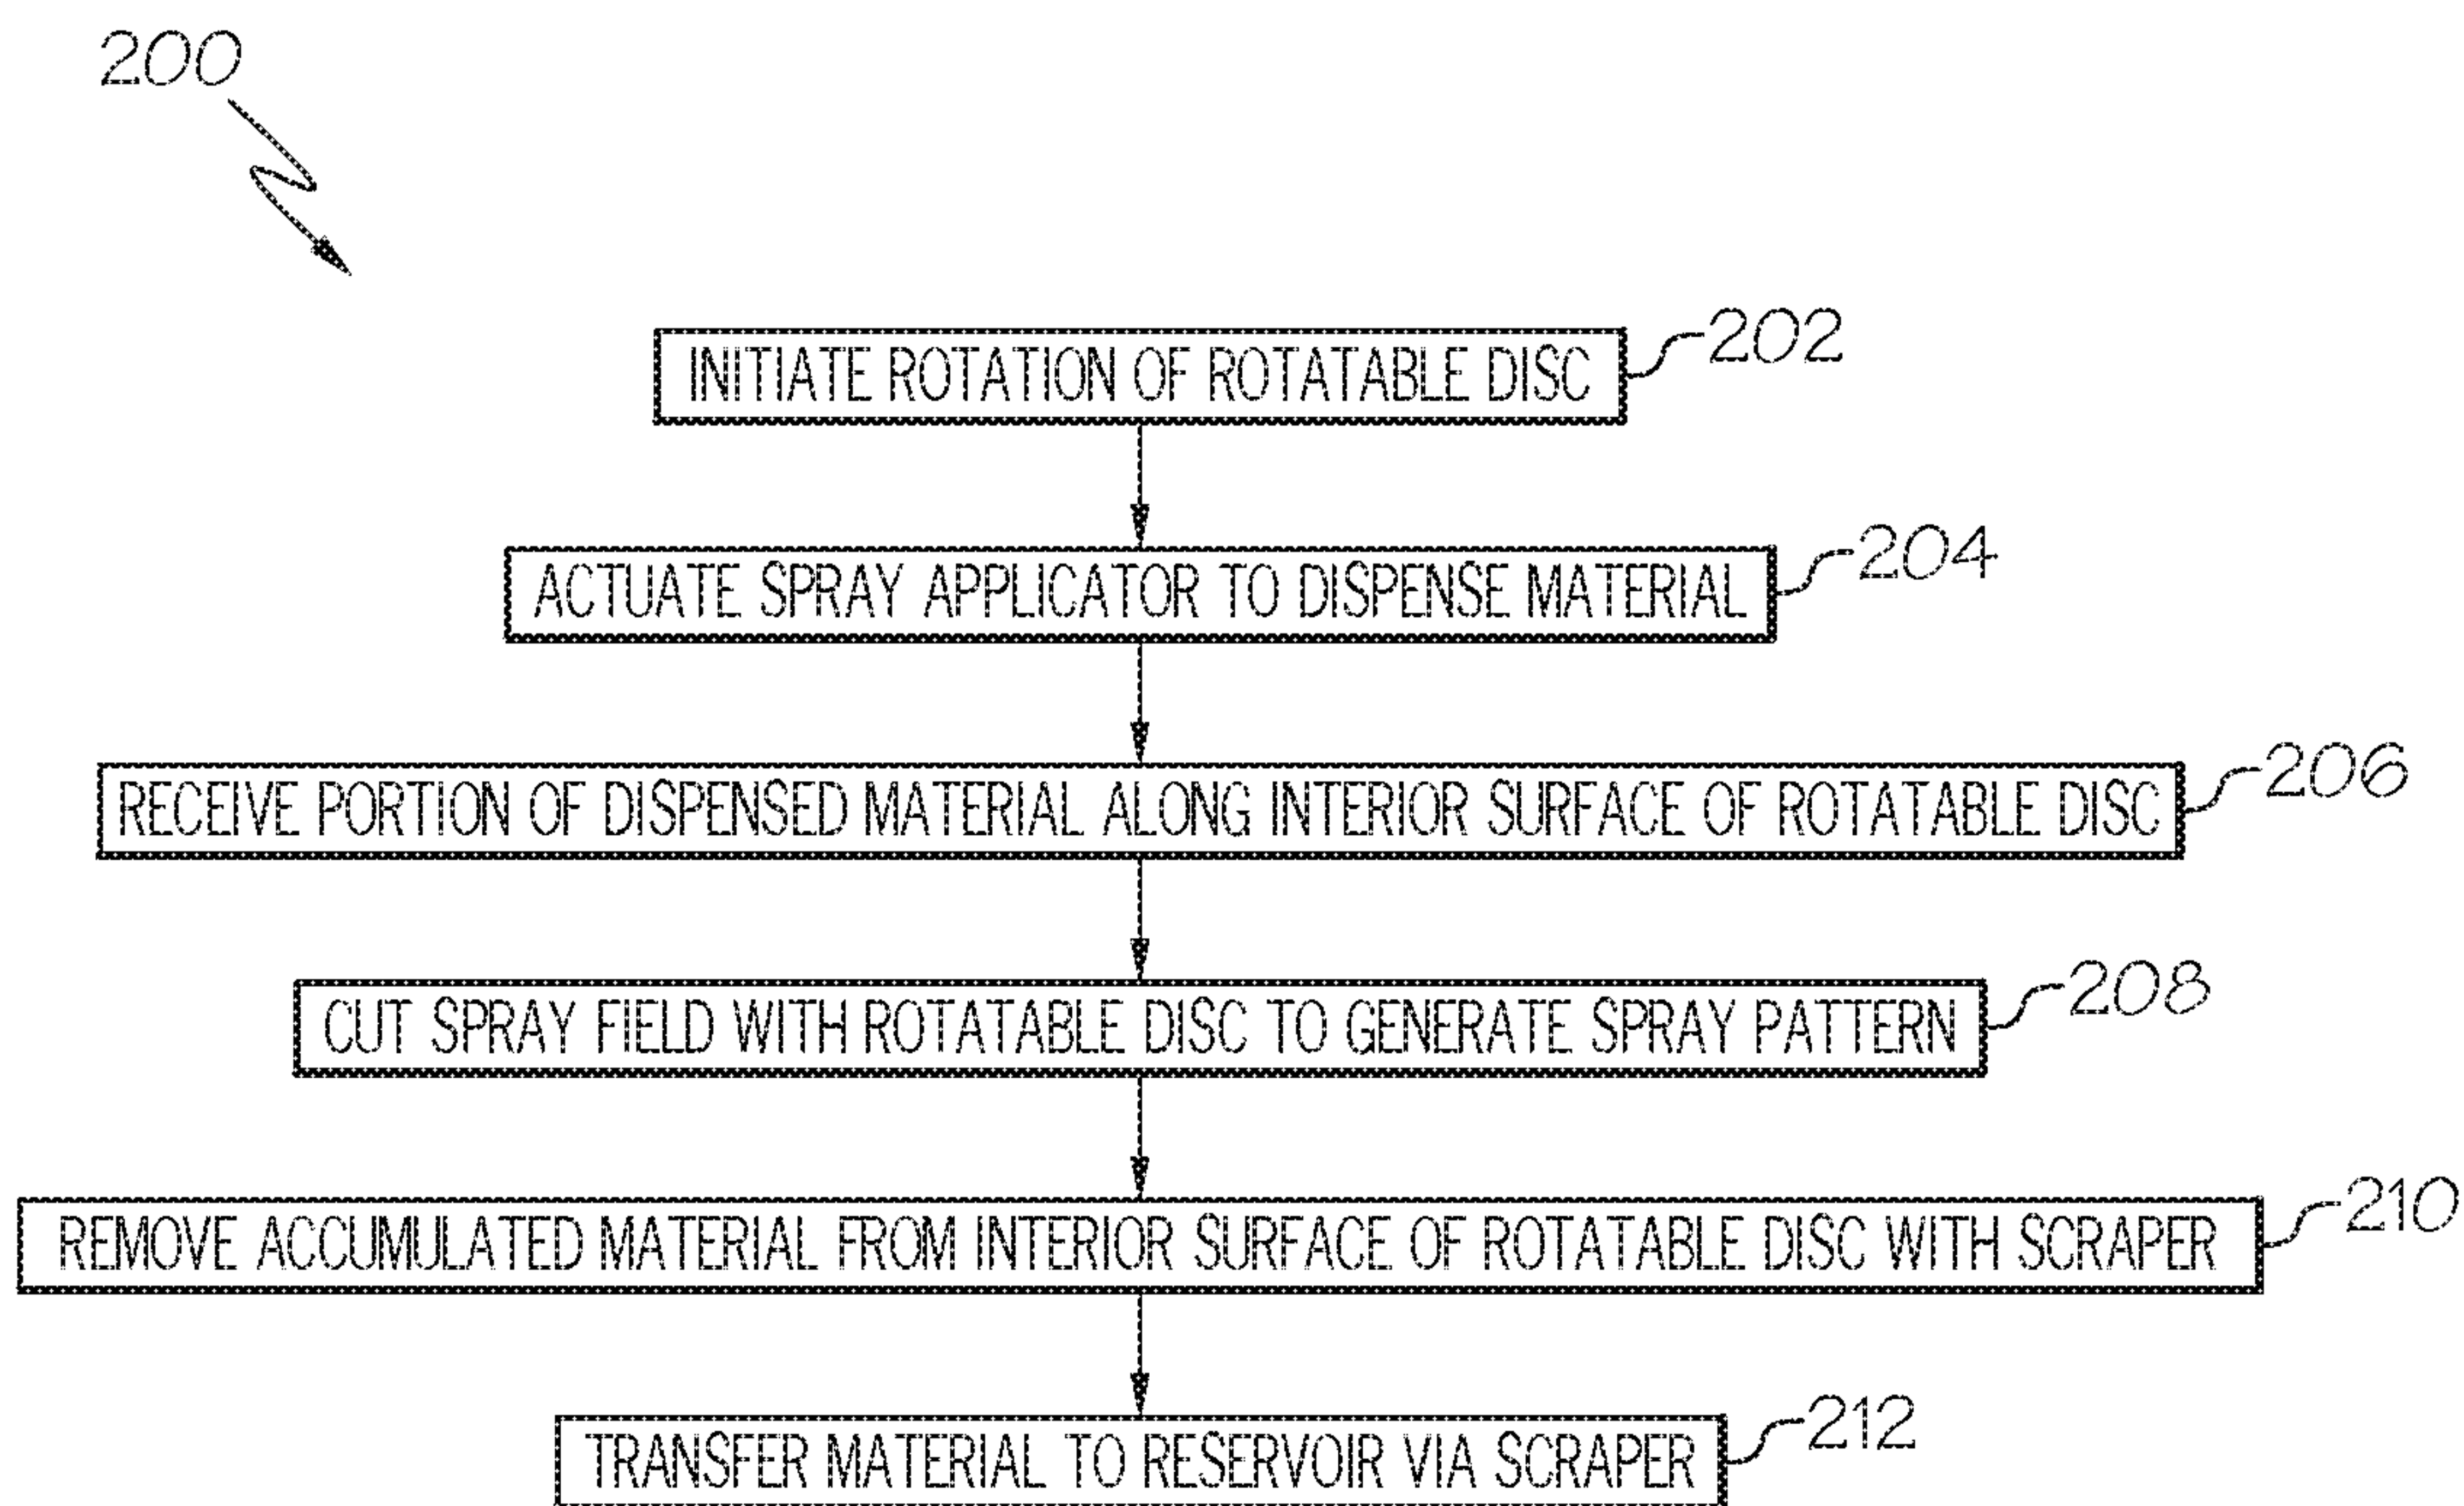 200
INITIATE ROTATION OF ROTATABLE DISC 202
ACTUATE SPRAY APPLICATOR TO DISPENSE MATERIAL 204
RECEIVE PORTION OF DISPENSED MATERIAL ALONG INTERIOR SURFACE OF ROTATABLE DISC 206
CUT SPRAY FIELD WITH ROTATABLE DISC TO GENERATE SPRAY PATTERN 208
REMOVE ACCUMULATED MATERIAL FROM INTERIOR SURFACE OF ROTATABLE DISC WITH SCRAPER 210
TRANSFER MATERIAL TO RESERVOIR VIA SCRAPER 212